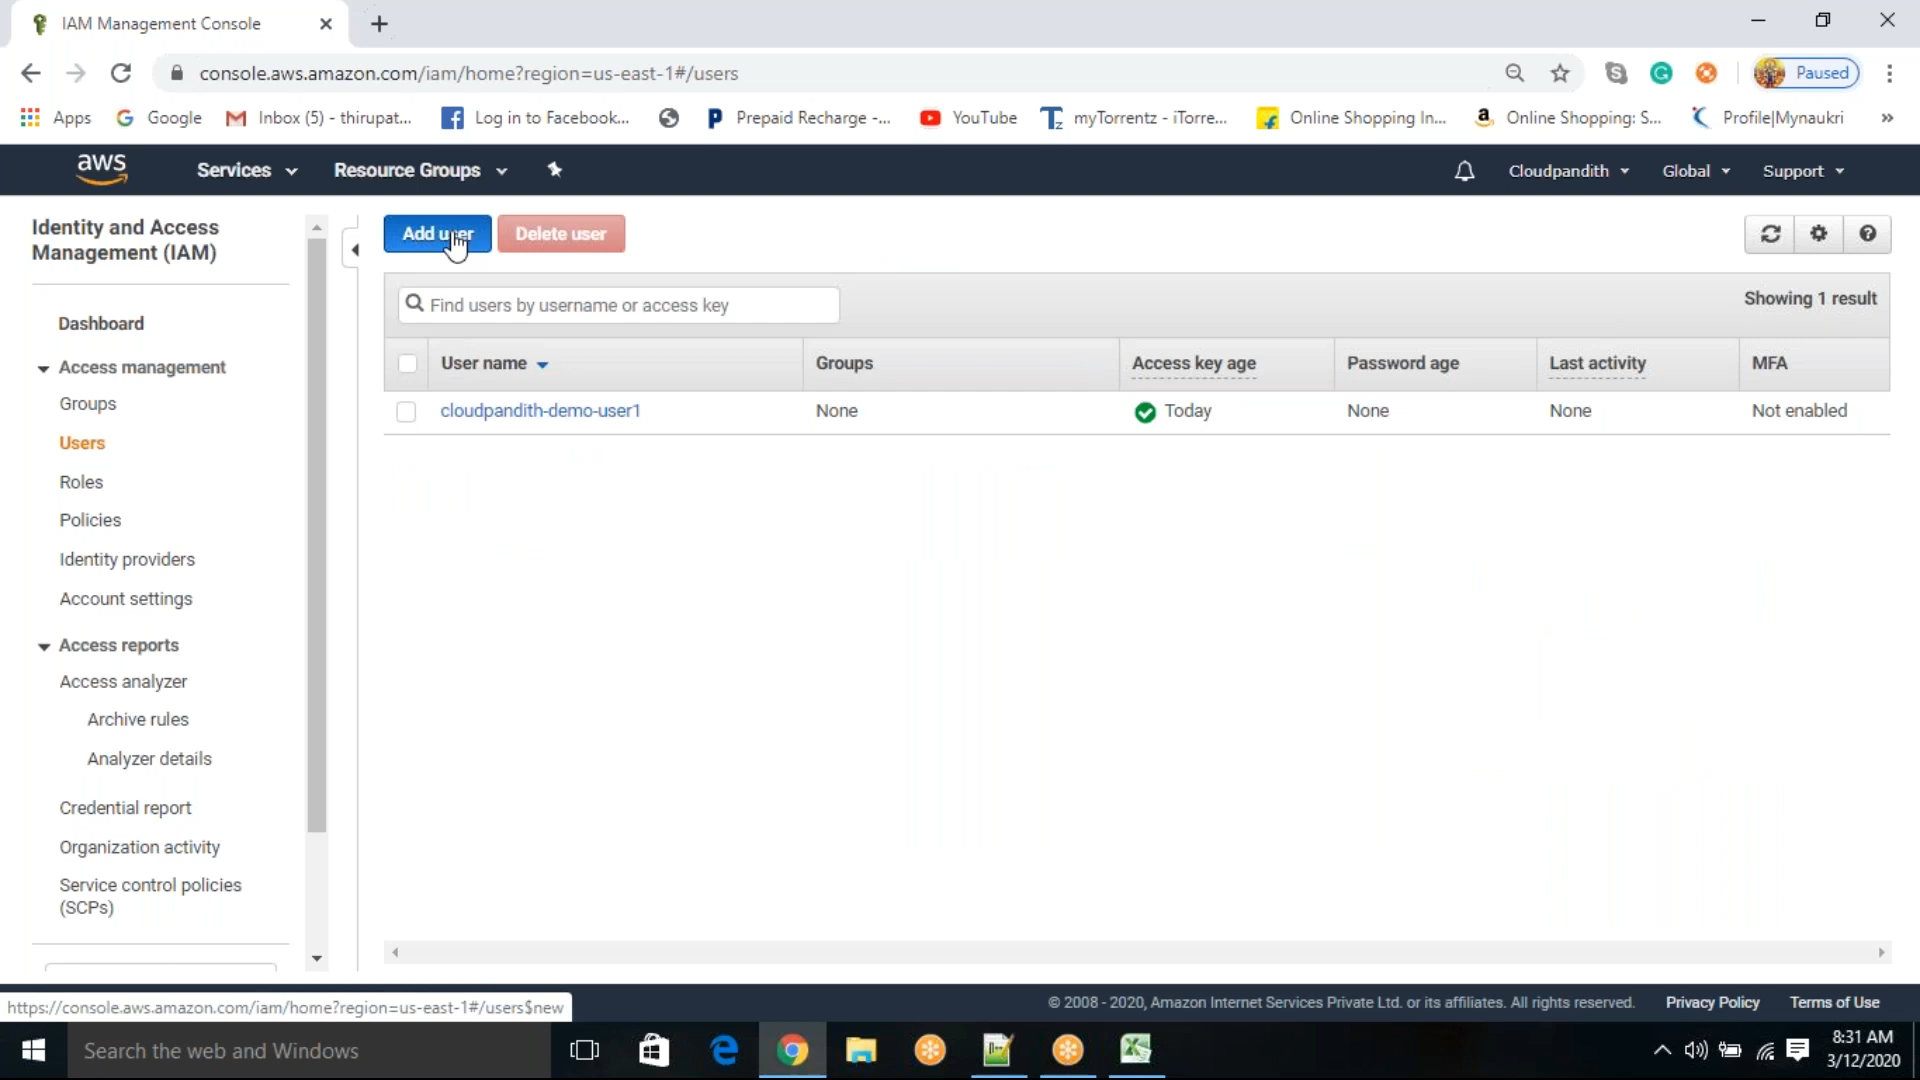 IAM Management Console
console.aws.amazon.com/iam/home?region=us-east-1#/users
Paused
Apps
Google
Inbox (5) - thirupat...
Log in to Facebook...
Prepaid Recharge -...
YouTube
myTorrentz - iTorre...
Online Shopping In...
Online Shopping: S...
Profile|Mynaukri
»
aws
Services
Resource Groups
Cloudpandith
Global
Support
Identity and Access
Management (IAM)
Dashboard
Access management
Groups
Users
Roles
Policies
Identity providers
Account settings
Access reports
Access analyzer
Archive rules
Analyzer details
Credential report
Organization activity
Service control policies
(SCPs)
Add user
Delete user
Find users by username or access key
Showing 1 result
User name
Groups
Access key age
Password age
Last activity
MFA
cloudpandith-demo-user1
None
Today
None
None
Not enabled
https://console.aws.amazon.com/iam/home?region=us-east-1#/users$new
© 2008 - 2020, Amazon Internet Services Private Ltd. or its affiliates. All rights reserved.
Privacy Policy
Terms of Use
Search the web and Windows
8:31 AM
3/12/2020